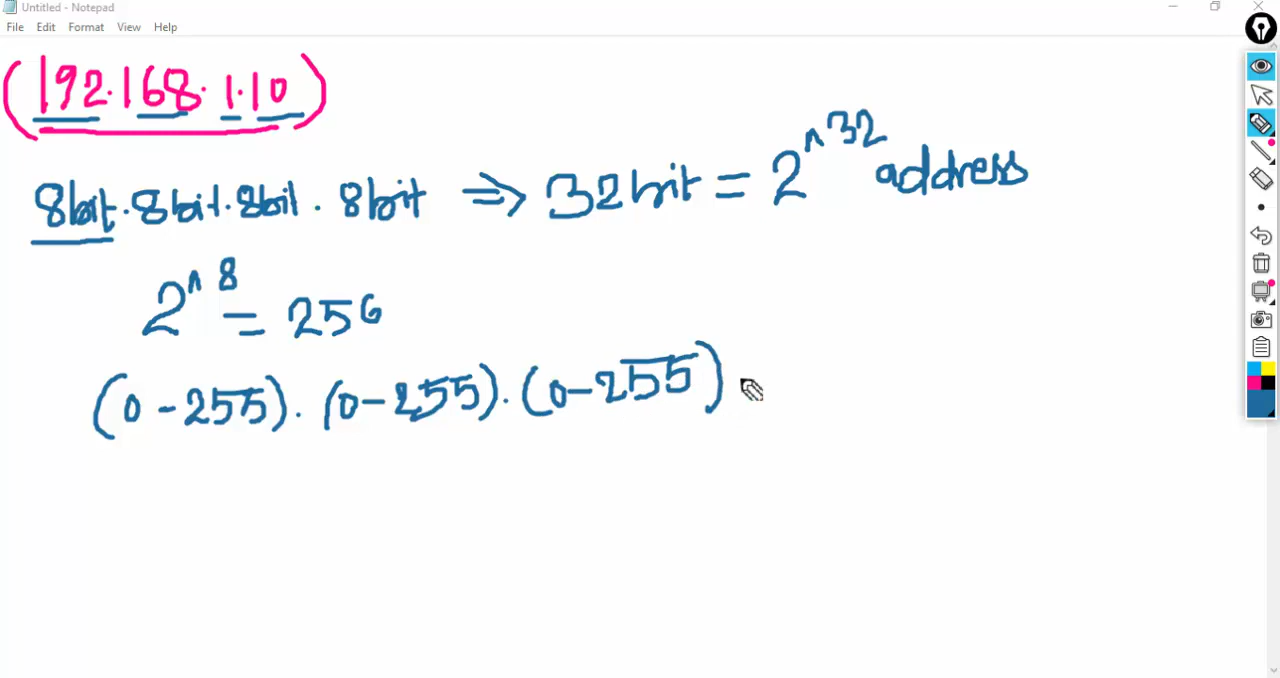 Untitled - Notepad
File Edit Format View Help
(192.168.1.10)
8bit.8bit.8bit.8bit ⇒ 32bit = 2^32 address
2^8 = 256
(0-255).(0-255).(0-255)